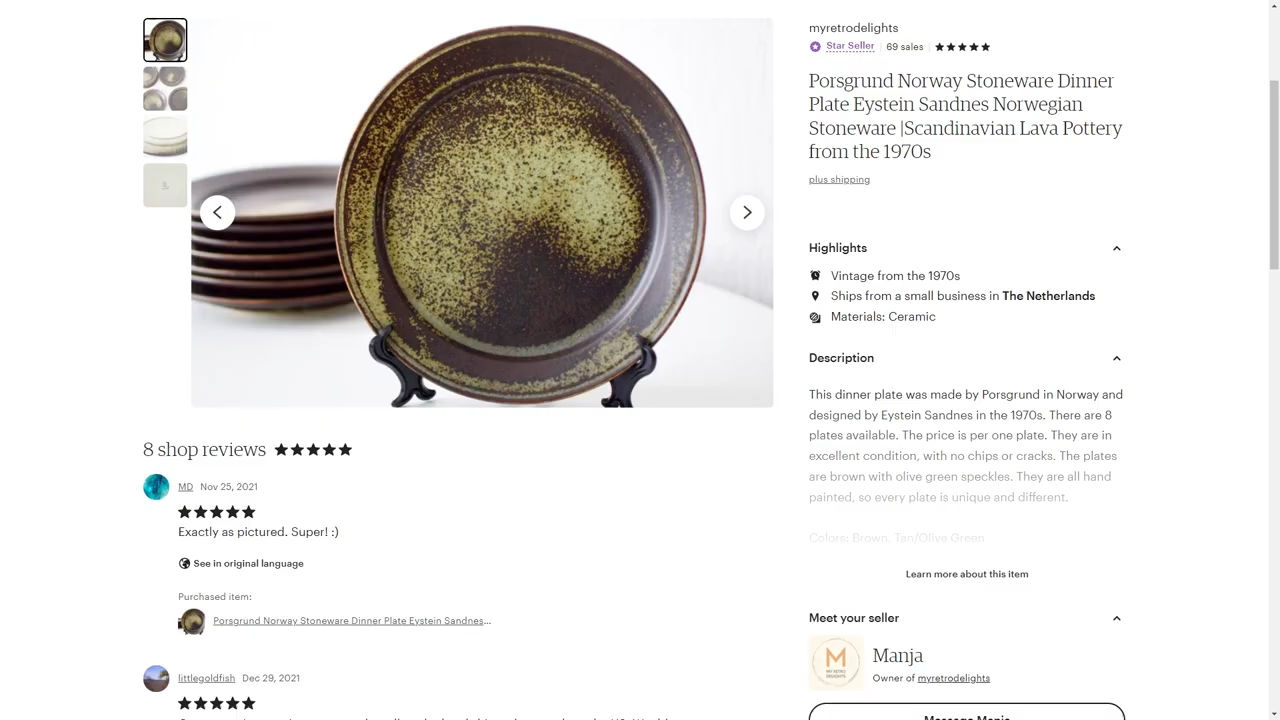 myretrodelights
Star Seller
69 sales
Porsgrund Norway Stoneware Dinner
Plate Eystein Sandnes Norwegian
Stoneware |Scandinavian Lava Pottery
from the 1970s
plus shipping
Highlights
Vintage from the 1970s
Ships from a small business in The Netherlands
Materials: Ceramic
Description
This dinner plate was made by Porsgrund in Norway and
designed by Eystein Sandnes in the 1970s. There are 8
plates available. The price is per one plate. They are in
excellent condition, with no chips or cracks. The plates
are brown with olive green speckles. They are all hand
painted, so every plate is unique and different.
Colors: Brown, Tan/Olive Green
Learn more about this item
Meet your seller
M
MY RETRO
DELIGHTS
Manja
Owner of myretrodelights
Message Manja
8 shop reviews
MD Nov 25, 2021
Exactly as pictured. Super! :)
See in original language
Purchased item:
Porsgrund Norway Stoneware Dinner Plate Eystein Sandnes...
littlegoldfish Dec 29, 2021